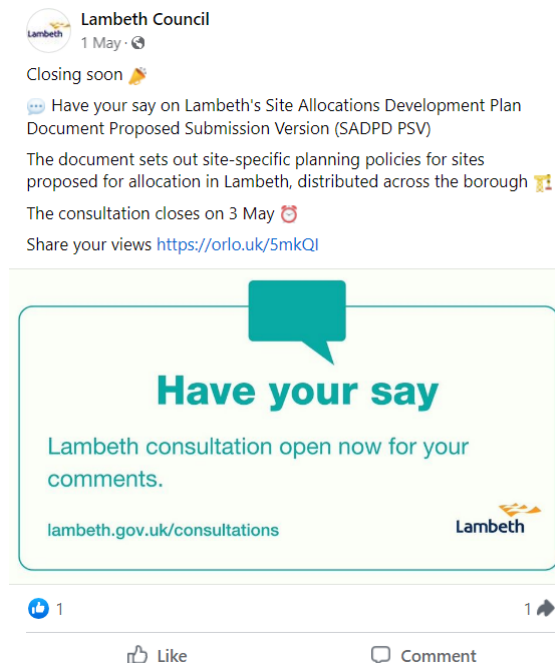 Lambeth
Lambeth Council
1 May ·
Closing soon 🎉
💬 Have your say on Lambeth's Site Allocations Development Plan
Document Proposed Submission Version (SADPD PSV)
The document sets out site-specific planning policies for sites
proposed for allocation in Lambeth, distributed across the borough 🏗️
The consultation closes on 3 May ⏰
Share your views https://orlo.uk/5mkQI
Have your say
Lambeth consultation open now for your
comments.
lambeth.gov.uk/consultations
Lambeth
1
1
Like
Comment